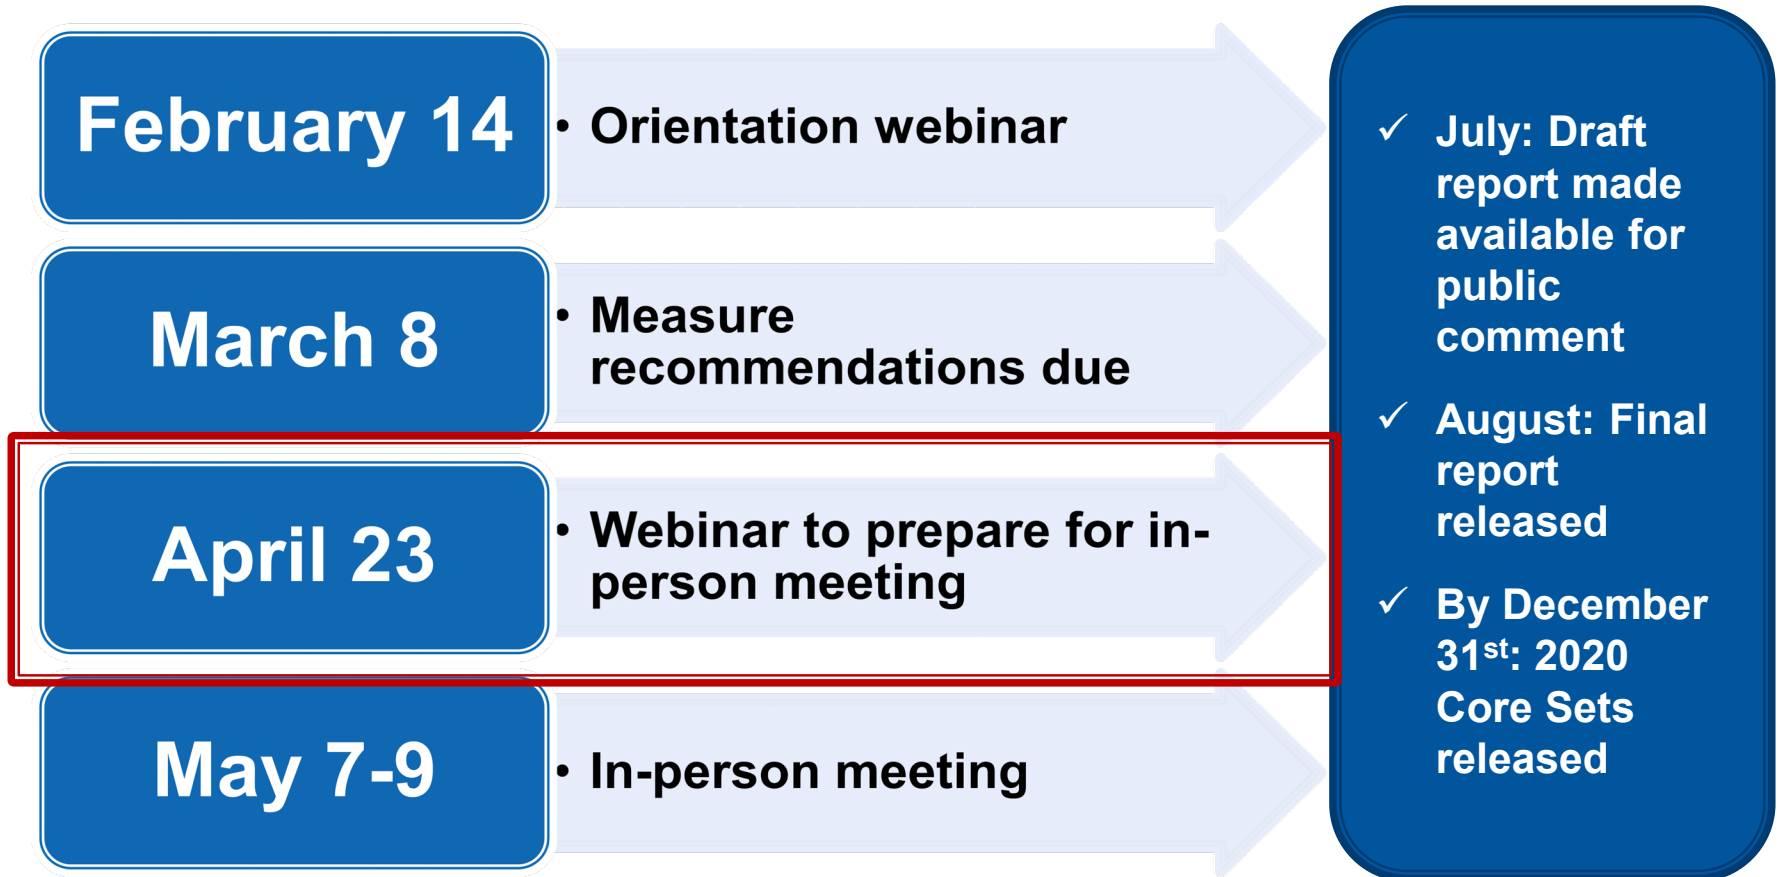 February 14
• Orientation webinar
March 8
• Measure
recommendations due
April 23
• Webinar to prepare for in-
person meeting
May 7-9
• In-person meeting
✓ July: Draft
report made
available for
public
comment
✓ August: Final
report
released
✓ By December
31st: 2020
Core Sets
released